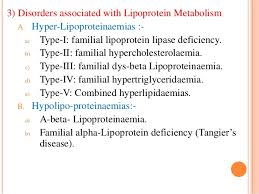 3) Disorders associated with Lipoprotein Metabolism
A. Hyper-Lipoproteinaemias :-
a) Type-I: familial lipoprotein lipase deficiency.
b) Type-II: familial hypercholesterolaemia.
c) Type-III: familial dys-beta Lipoproteinaemia.
d) Type-IV: familial hypertriglyceridaemia.
e) Type-V: Combined hyperlipidaemias.
B. Hypolipo-proteinaemias:-
a) A-beta- Lipoproteinaemia.
b) Familial alpha-Lipoprotein deficiency (Tangier's
disease).